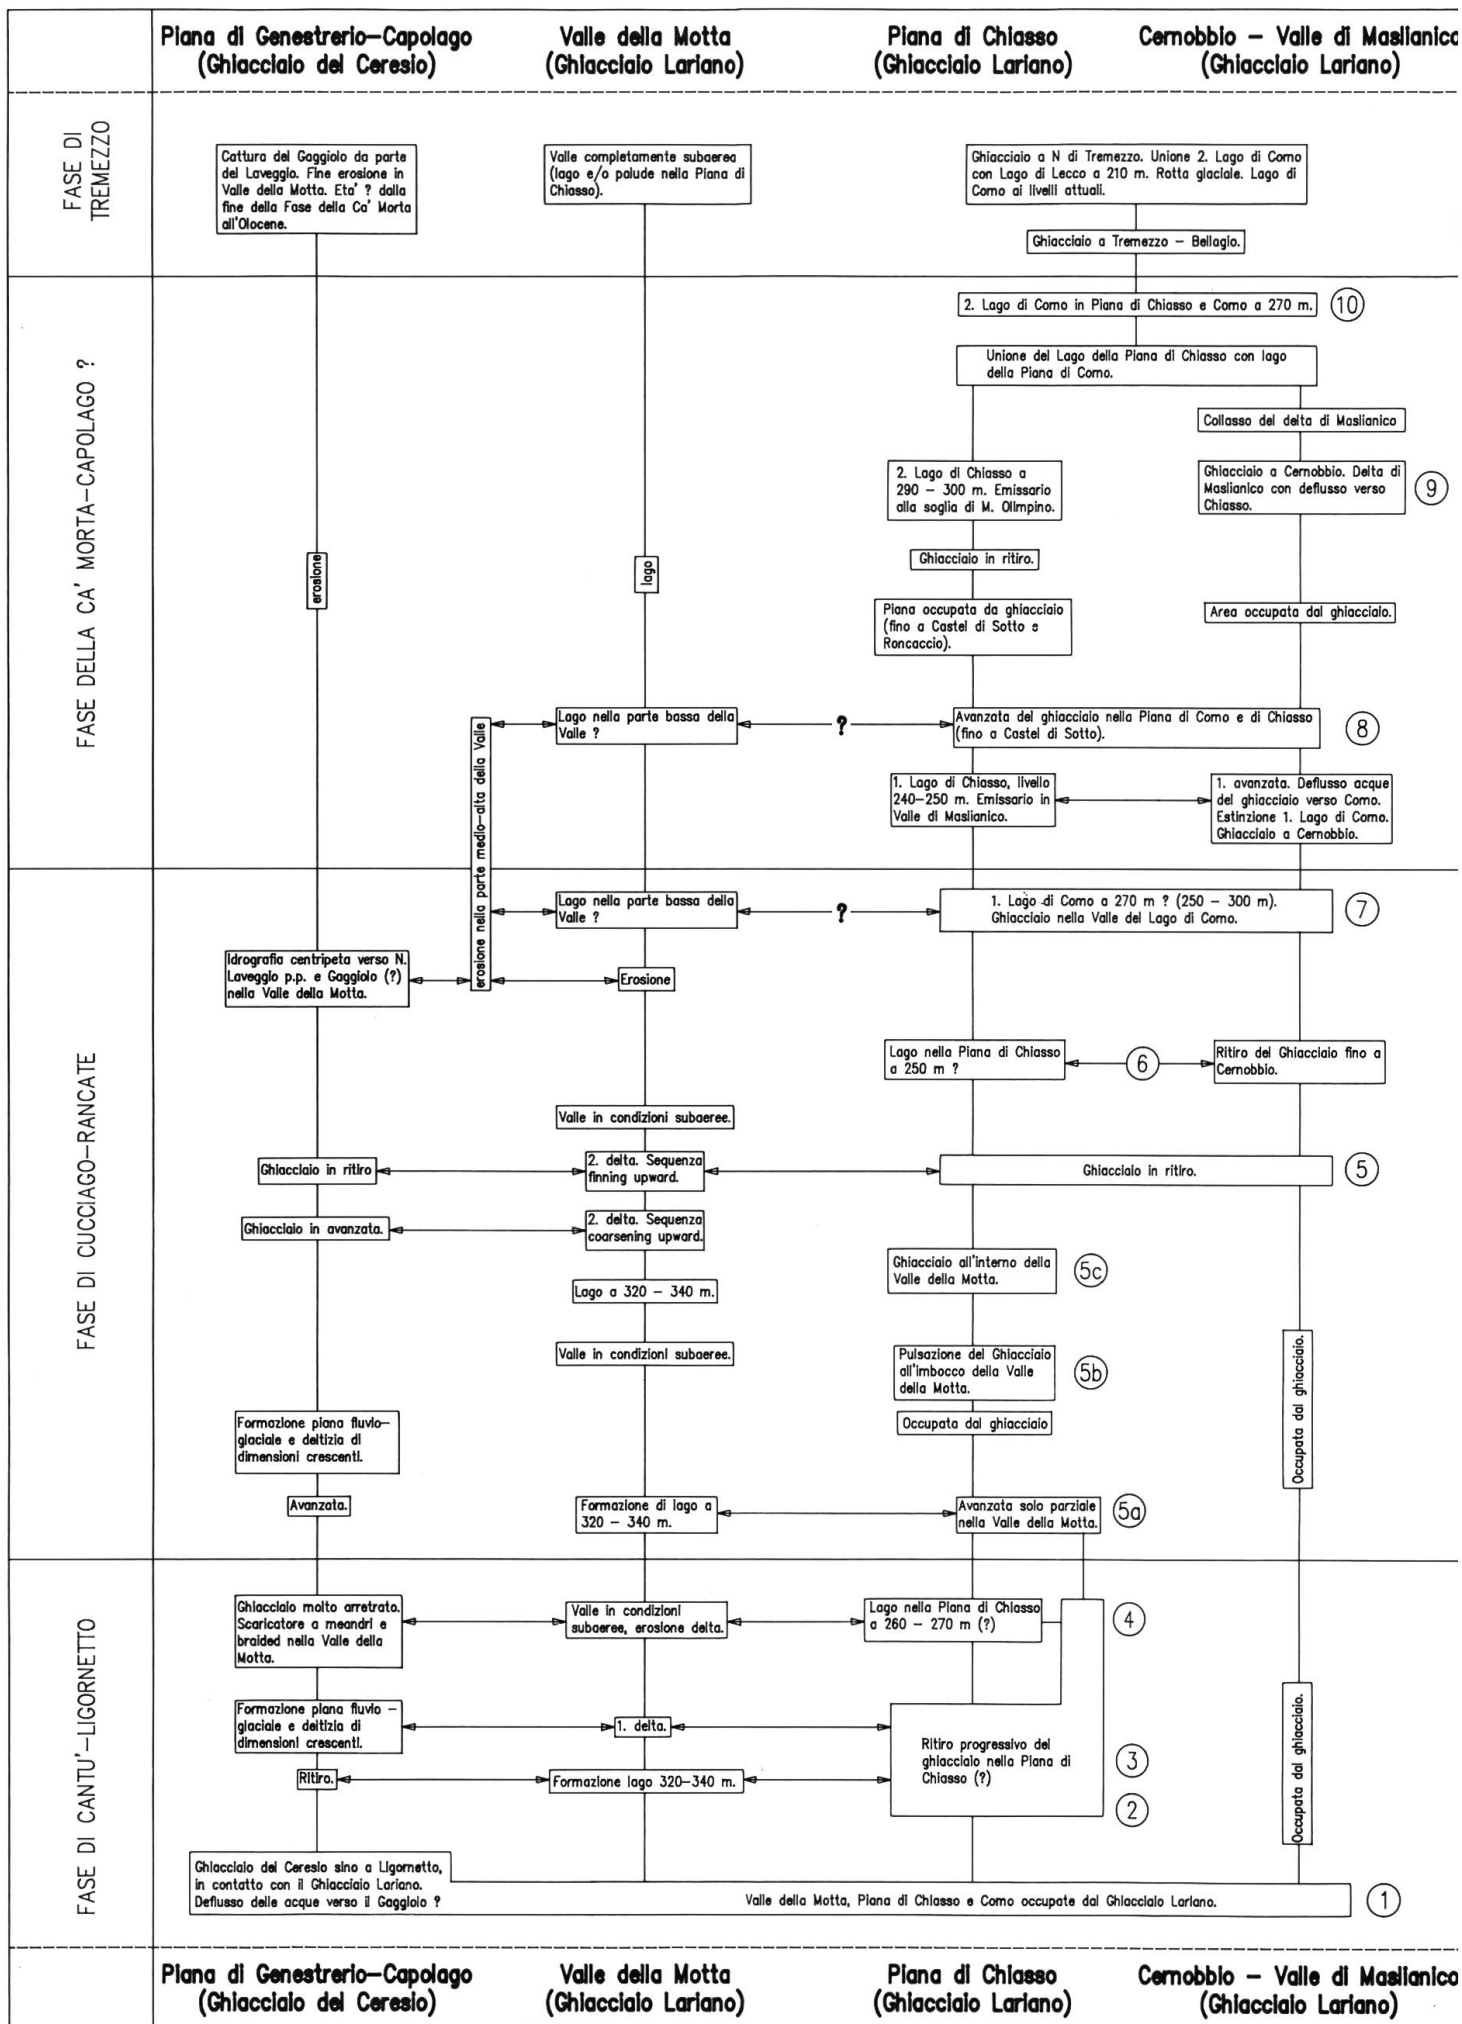 Piana di Genestrerio-Capolago
(Ghiacciaio del Ceresio)
Valle della Motta
(Ghiacciaio Lariano)
Piana di Chiasso
(Ghiacciaio Lariano)
Cernobbio - Valle di Maslianico
(Ghiacciaio Lariano)
FASE DI
TREMEZZO
Cattura del Gaggiolo da parte
del Laveggio. Fine erosione in
Valle della Motta. Eta' ? dalla
fine della Fase della Ca' Morta
all'Olocene.
Valle completamente subaerea
(lago e/o palude nella Piana di
Chiasso).
Ghiacciaio a N di Tremezzo. Unione 2. Lago di Como
con Lago di Lecco a 210 m. Rotta glaciale. Lago di
Como ai livelli attuali.
Ghiacciaio a Tremezzo - Bellagio.
FASE DELLA CA' MORTA-CAPOLAGO ?
2. Lago di Como in Piana di Chiasso e Como a 270 m.
10
Unione del Lago della Piana di Chiasso con lago
della Piana di Como.
Collasso del delta di Maslianico
2. Lago di Chiasso a
290 - 300 m. Emissario
alla soglia di M. Olimpino.
Ghiacciaio a Cernobbio. Delta di
Maslianico con deflusso verso
Chiasso.
9
erosione
lago
Ghiacciaio in ritiro.
Piana occupata da ghiacciaio
(fino a Castel di Sotto e
Roncaccio).
Area occupata dal ghiacciaio.
erosione nella parte medio-alta della Valle
Lago nella parte bassa della
Valle ?
?
Avanzata del ghiacciaio nella Piana di Como e di Chiasso
(fino a Castel di Sotto).
8
1. Lago di Chiasso, livello
240-250 m. Emissario in
Valle di Maslianico.
1. avanzata. Deflusso acque
del ghiacciaio verso Como.
Estinzione 1. Lago di Como.
Ghiacciaio a Cernobbio.
FASE DI CUCCIAGO-RANCATE
Lago nella parte bassa della
Valle ?
?
1. Lago di Como a 270 m ? (250 - 300 m).
Ghiacciaio nella Valle del Lago di Como.
7
Idrografia centripeta verso N.
Laveggio p.p. e Gaggiolo (?)
nella Valle della Motta.
Erosione
Lago nella Piana di Chiasso
a 250 m ?
6
Ritiro del Ghiacciaio fino a
Cernobbio.
Valle in condizioni subaeree.
Ghiacciaio in ritiro
2. delta. Sequenza
finning upward.
Ghiacciaio in ritiro.
5
Ghiacciaio in avanzata.
2. delta. Sequenza
coarsening upward.
Ghiacciaio all'interno della
Valle della Motta.
5c
Lago a 320 - 340 m.
Valle in condizioni subaeree.
Pulsazione del Ghiacciaio
all'imbocco della Valle
della Motta.
5b
Occupata dal ghiacciaio.
Formazione piana fluvio-
glaciale e deltizia di
dimensioni crescenti.
Occupata dal ghiacciaio
Avanzata.
Formazione di lago a
320 - 340 m.
Avanzata solo parziale
nella Valle della Motta.
5a
FASE DI CANTU'-LIGORNETTO
Ghiacciaio molto arretrato.
Scaricatore a meandri e
braided nella Valle della
Motta.
Valle in condizioni
subaeree, erosione delta.
Lago nella Piana di Chiasso
a 260 - 270 m (?)
4
Formazione piana fluvio -
glaciale e deltizia di
dimensioni crescenti.
1. delta.
Ritiro progressivo del
ghiacciaio nella Piana di
Chiasso (?)
3
Occupata dal ghiacciaio.
Ritiro.
Formazione lago 320-340 m.
2
Ghiacciaio del Ceresio sino a Ligornetto,
in contatto con il Ghiacciaio Lariano.
Deflusso delle acque verso il Gaggiolo ?
Valle della Motta, Piana di Chiasso e Como occupate dal Ghiacciaio Lariano.
1
Piana di Genestrerio-Capolago
(Ghiacciaio del Ceresio)
Valle della Motta
(Ghiacciaio Lariano)
Piana di Chiasso
(Ghiacciaio Lariano)
Cernobbio - Valle di Maslianico
(Ghiacciaio Lariano)